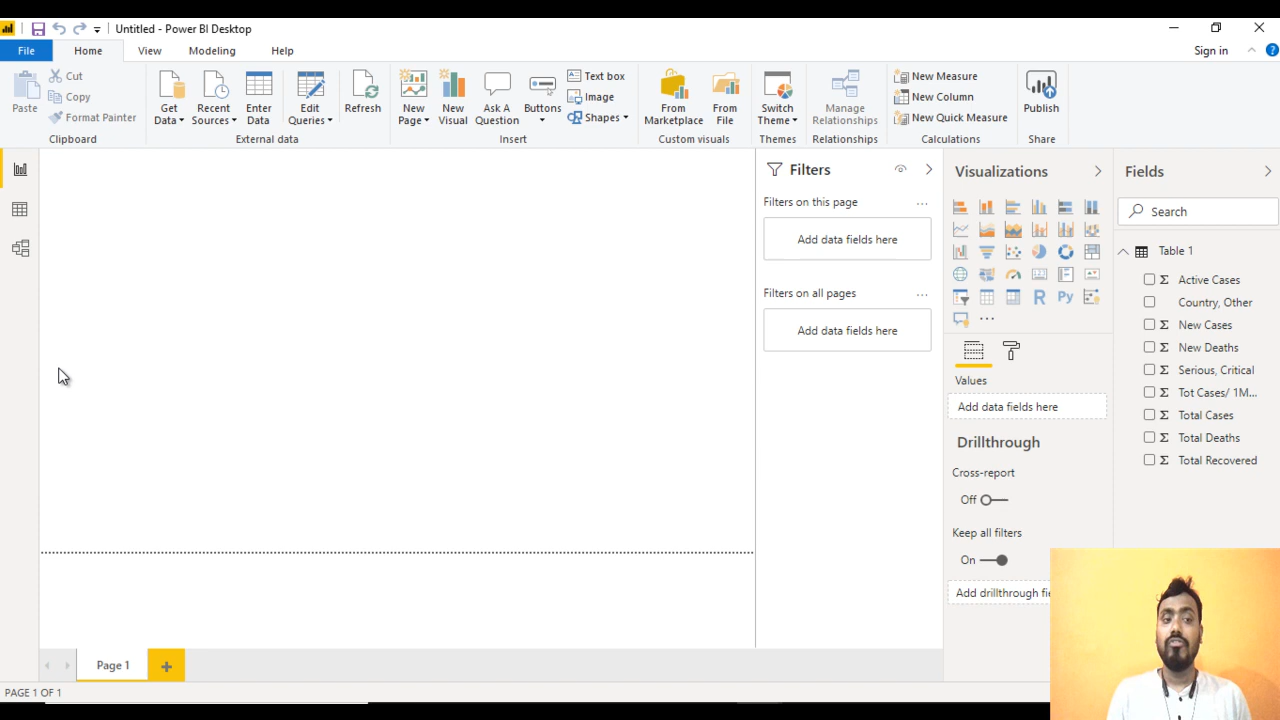 Untitled - Power BI Desktop
File
Home
View
Modeling
Help
Sign in
Paste
Cut
Copy
Format Painter
Clipboard
Get Data
Recent Sources
Enter Data
Edit Queries
Refresh
External data
New Page
New Visual
Ask A Question
Buttons
Text box
Image
Shapes
Insert
From Marketplace
From File
Custom visuals
Switch Theme
Themes
Manage Relationships
Relationships
New Measure
New Column
New Quick Measure
Calculations
Publish
Share
Filters
Filters on this page
Add data fields here
Filters on all pages
Add data fields here
Visualizations
R
Py
Values
Add data fields here
Drillthrough
Cross-report
Off
Keep all filters
On
Add drillthrough fie
Fields
Search
Table 1
Active Cases
Country, Other
New Cases
New Deaths
Serious, Critical
Tot Cases/ 1M...
Total Cases
Total Deaths
Total Recovered
Page 1
PAGE 1 OF 1